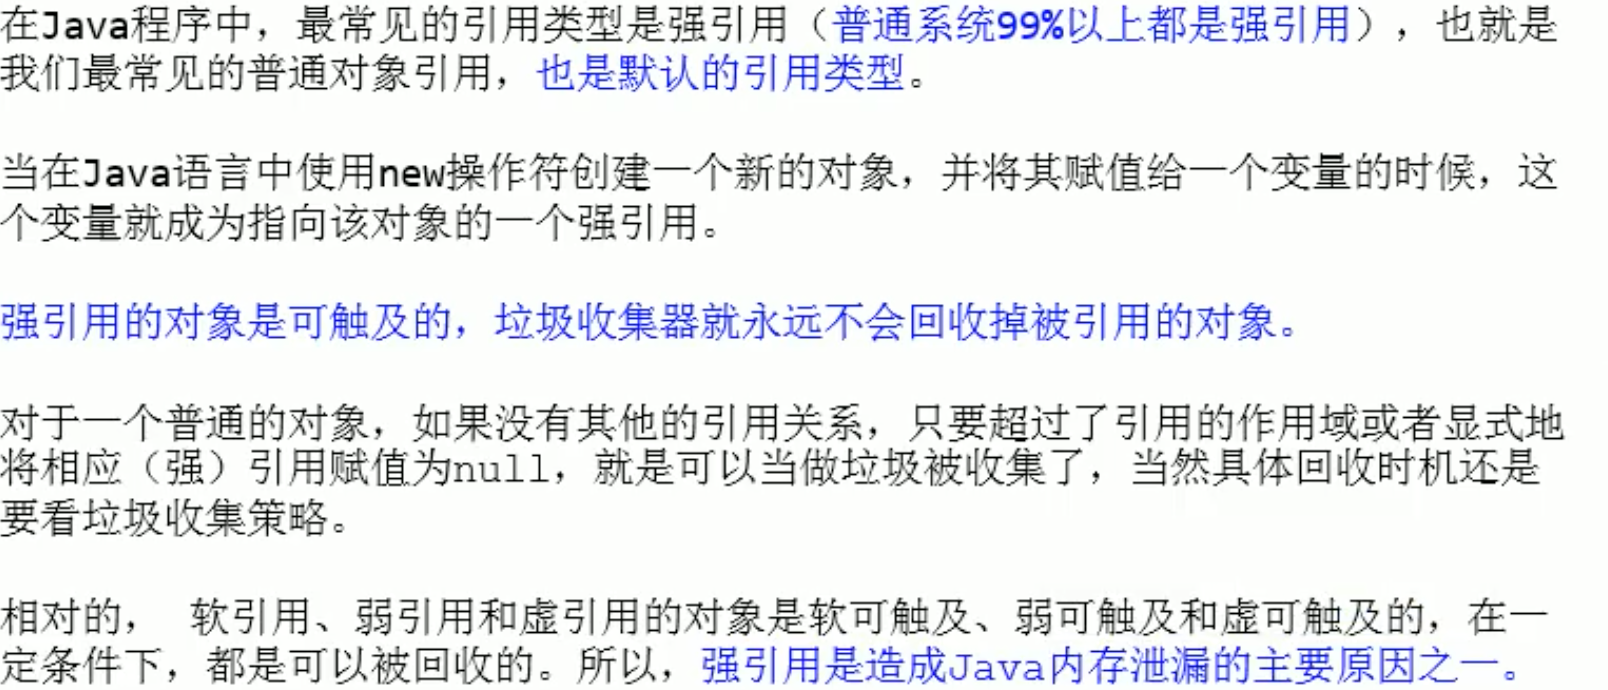 在Java程序中，最常见的引用类型是强引用（普通系统99%以上都是强引用），也就是
我们最常见的普通对象引用，也是默认的引用类型。
当在Java语言中使用new操作符创建一个新的对象，并将其赋值给一个变量的时候，这
个变量就成为指向该对象的一个强引用。
强引用的对象是可触及的，垃圾收集器就永远不会回收掉被引用的对象。
对于一个普通的对象，如果没有其他的引用关系，只要超过了引用的作用域或者显式地
将相应（强）引用赋值为null，就是可以当做垃圾被收集了，当然具体回收时机还是
要看垃圾收集策略。
相对的， 软引用、弱引用和虚引用的对象是软可触及、弱可触及和虚可触及的，在一
定条件下，都是可以被回收的。所以，强引用是造成Java内存泄漏的主要原因之一。